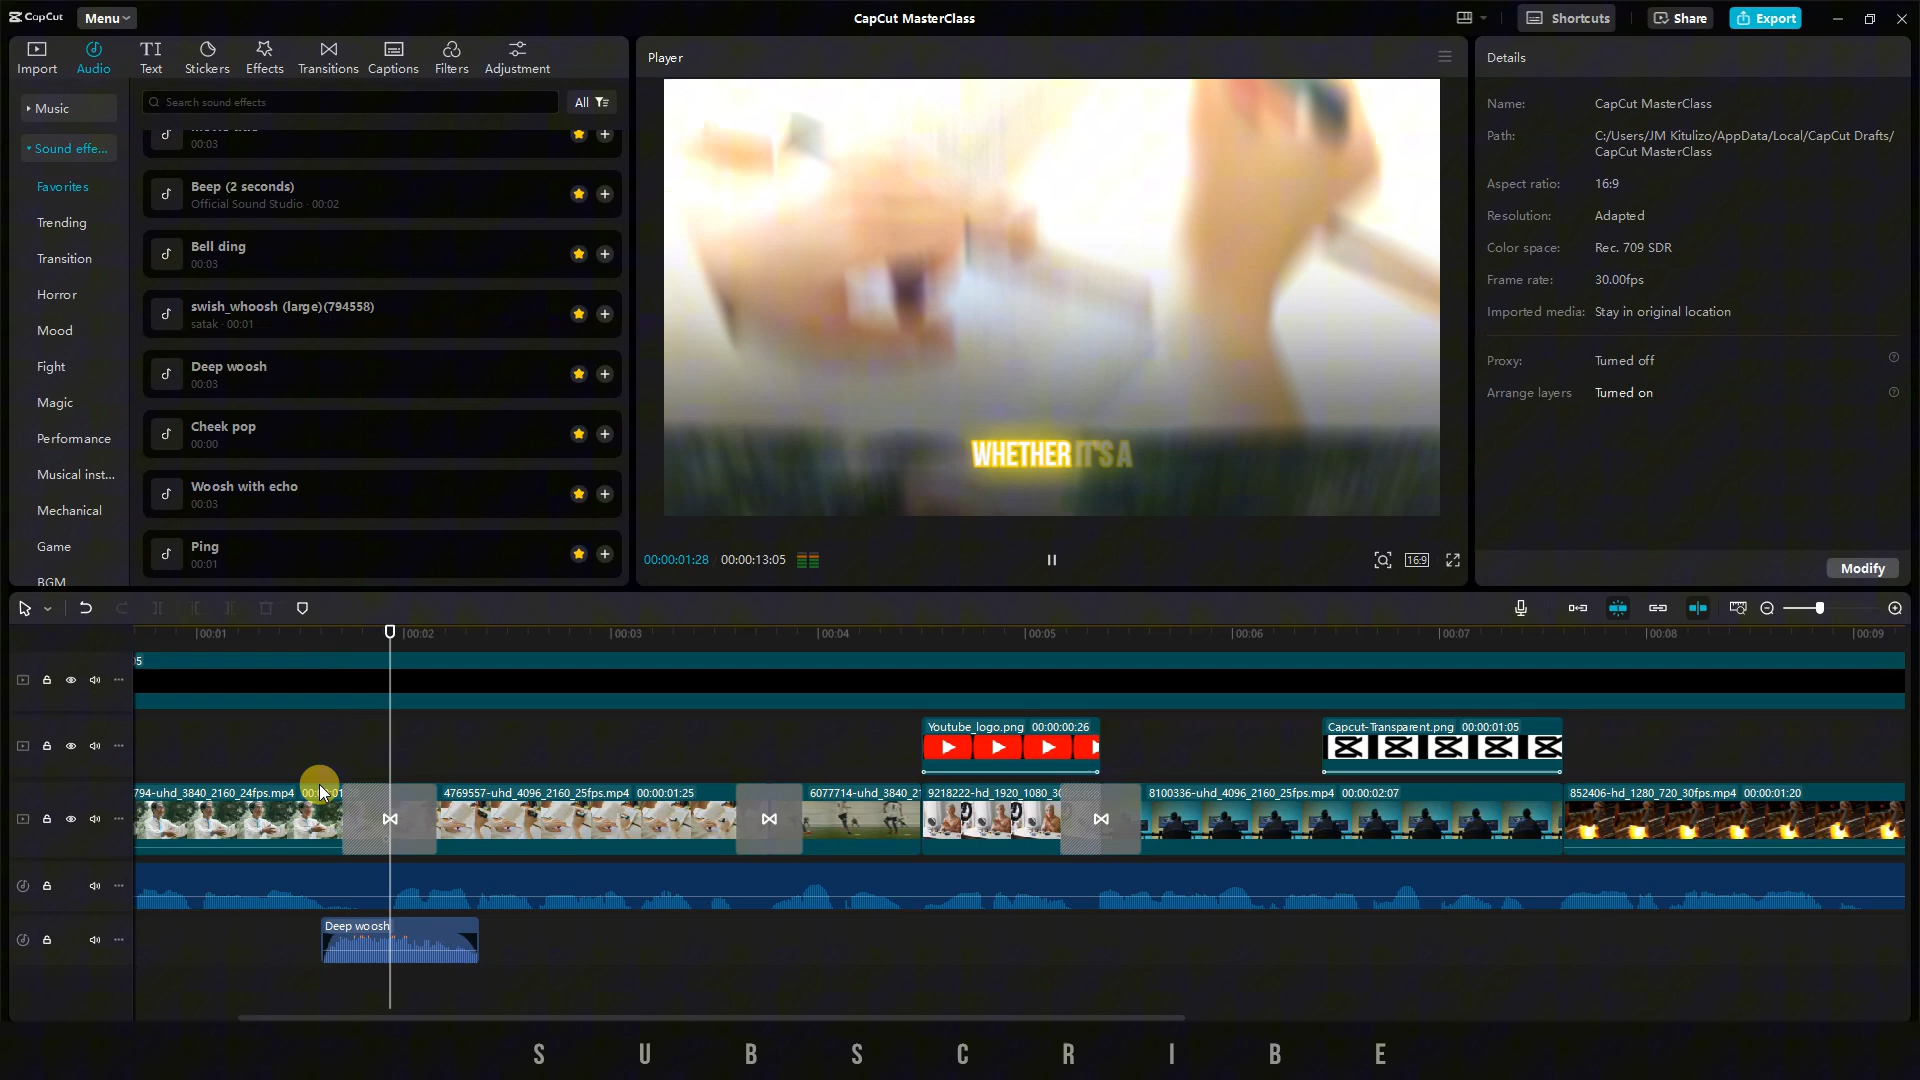 CapCut
Menu
CapCut MasterClass
Shortcuts
Share
Export
Import
Audio
Text
Stickers
Effects
Transitions
Captions
Filters
Adjustment
Music
Sound effe...
Favorites
Trending
Transition
Horror
Mood
Fight
Magic
Performance
Musical inst...
Mechanical
Game
BGM
Search sound effects
All
00:03
Beep (2 seconds)
Official Sound Studio · 00:02
Bell ding
00:03
swish_whoosh (large)(794558)
satak · 00:01
Deep woosh
00:03
Cheek pop
00:00
Woosh with echo
00:03
Ping
00:01
Player
WHETHER IT'S A
00:00:01:28
00:00:13:05
16:9
Details
Name: CapCut MasterClass
Path: C:/Users/JM Kitulizo/AppData/Local/CapCut Drafts/
CapCut MasterClass
Aspect ratio: 16:9
Resolution: Adapted
Color space: Rec. 709 SDR
Frame rate: 30.00fps
Imported media: Stay in original location
Proxy: Turned off
Arrange layers Turned on
Modify
00:01 00:02 00:03 00:04 00:05 00:06 00:07 00:08 00:09
Youtube_logo.png 00:00:00:26
Capcut-Transparent.png 00:00:01:05
794-uhd_3840_2160_24fps.mp4
4769557-uhd_4096_2160_25fps.mp4 00:00:01:25
6077714-uhd_3840_21
9218222-hd_1920_1080_30
8100336-uhd_4096_2160_25fps.mp4 00:00:02:07
852406-hd_1280_720_30fps.mp4 00:00:01:20
Deep woosh
SUBSCRIBE